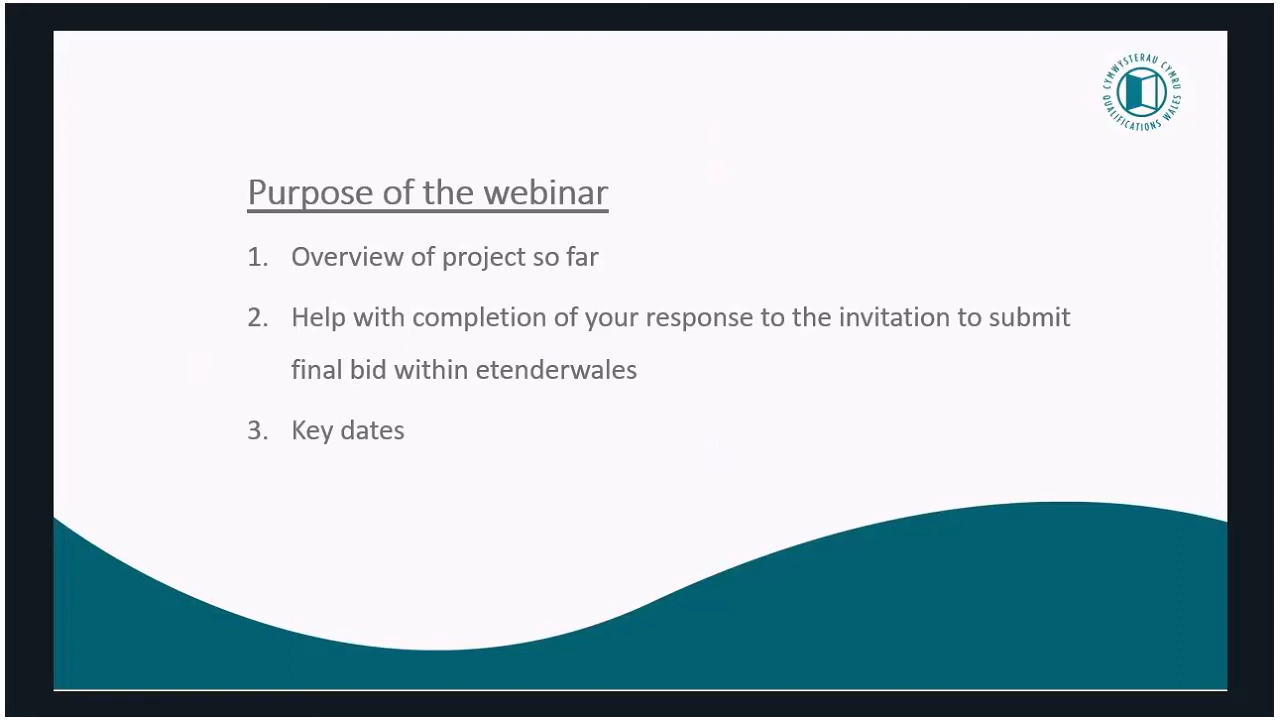 CYMWYSTERAU CYMRU
QUALIFICATIONS WALES
Purpose of the webinar
1. Overview of project so far
2. Help with completion of your response to the invitation to submit
final bid within etenderwales
3. Key dates